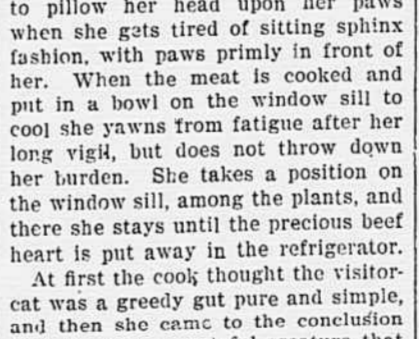 to pillow her head upon her paws
when she gets tired of sitting sphinx
fashion, with paws primly in front of
her. When the meat is cooked and
put in a bowl on the window sill to
cool she yawns from fatigue after her
long vigil, but does not throw down
her burden. She takes a position on
the window sill, among the plants, and
there she stays until the precious beef
heart is put away in the refrigerator.
At first the cook thought the visitor-
cat was a greedy gut pure and simple,
and then she came to the conclusion
that